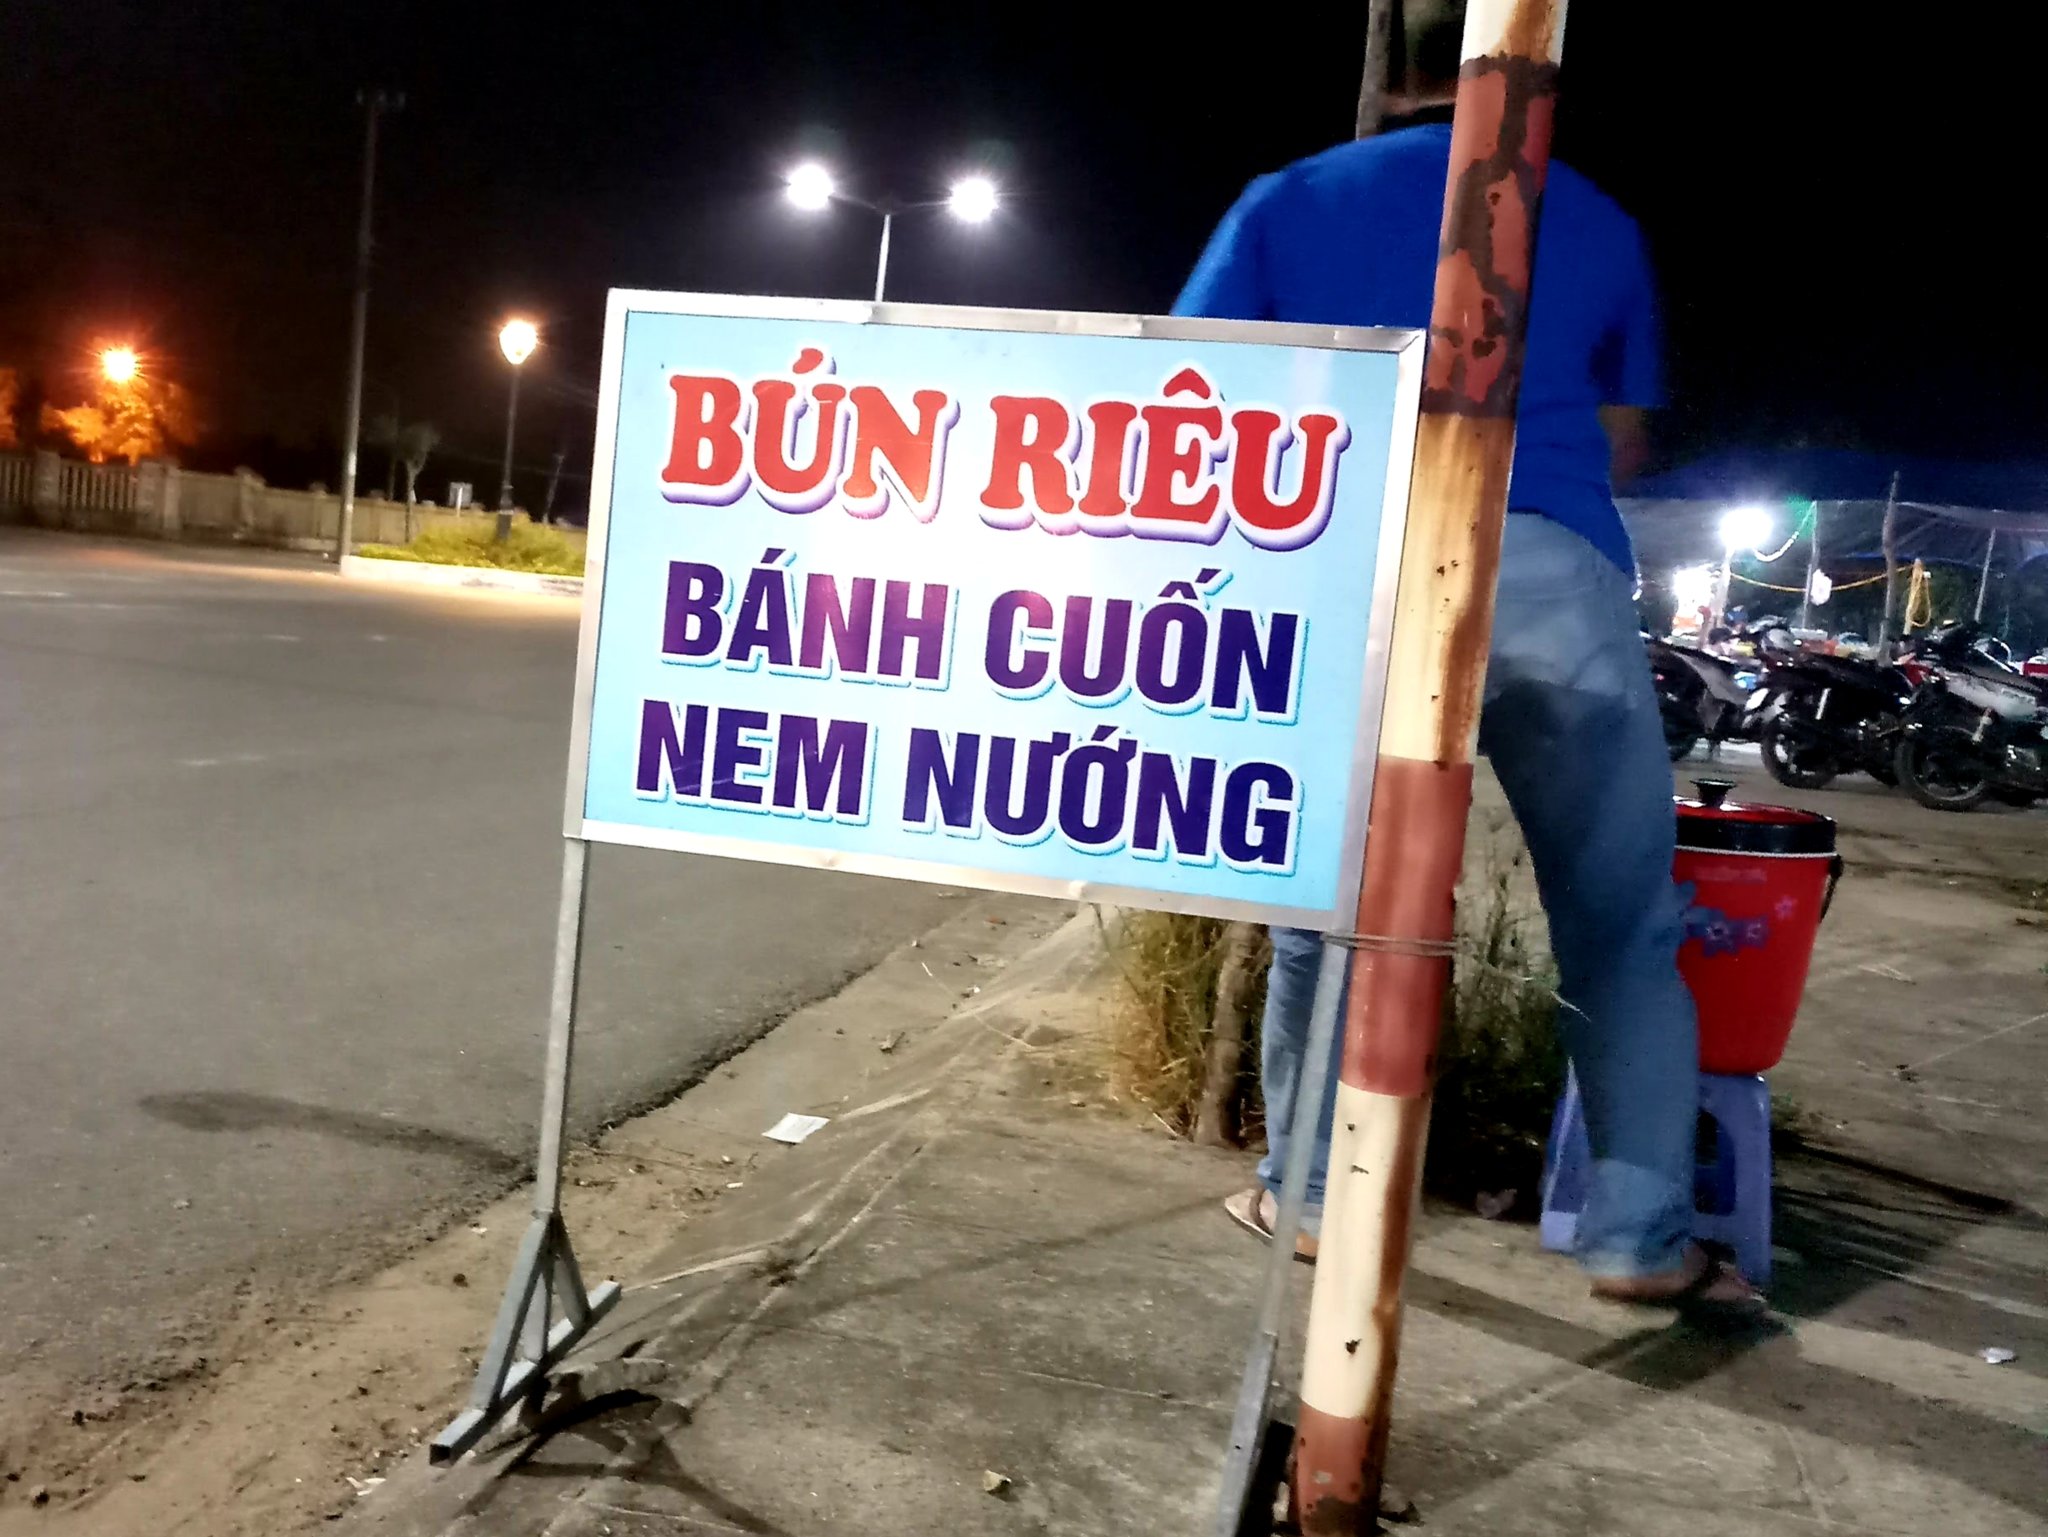 BÚN RIÊU
BÁNH CUỐN
NEM NƯỚNG